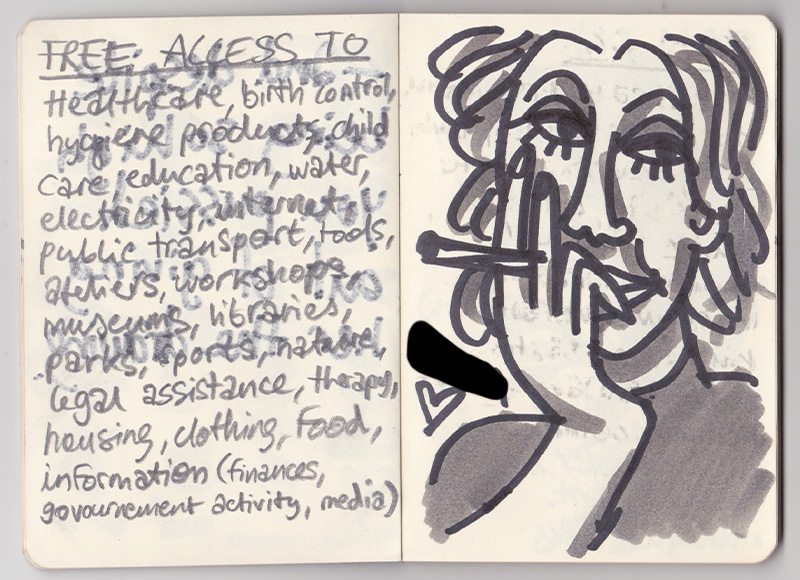 FREE ACCESS TO
Healthcare, birth control,
hygiene products, child
care education, water,
electricity, internet,
public transport, tools,
ateliers, workshops,
museums, libraries,
parks, sports, nature,
legal assistance, therapy,
housing, clothing, food,
information (finances,
govournement activity, media)